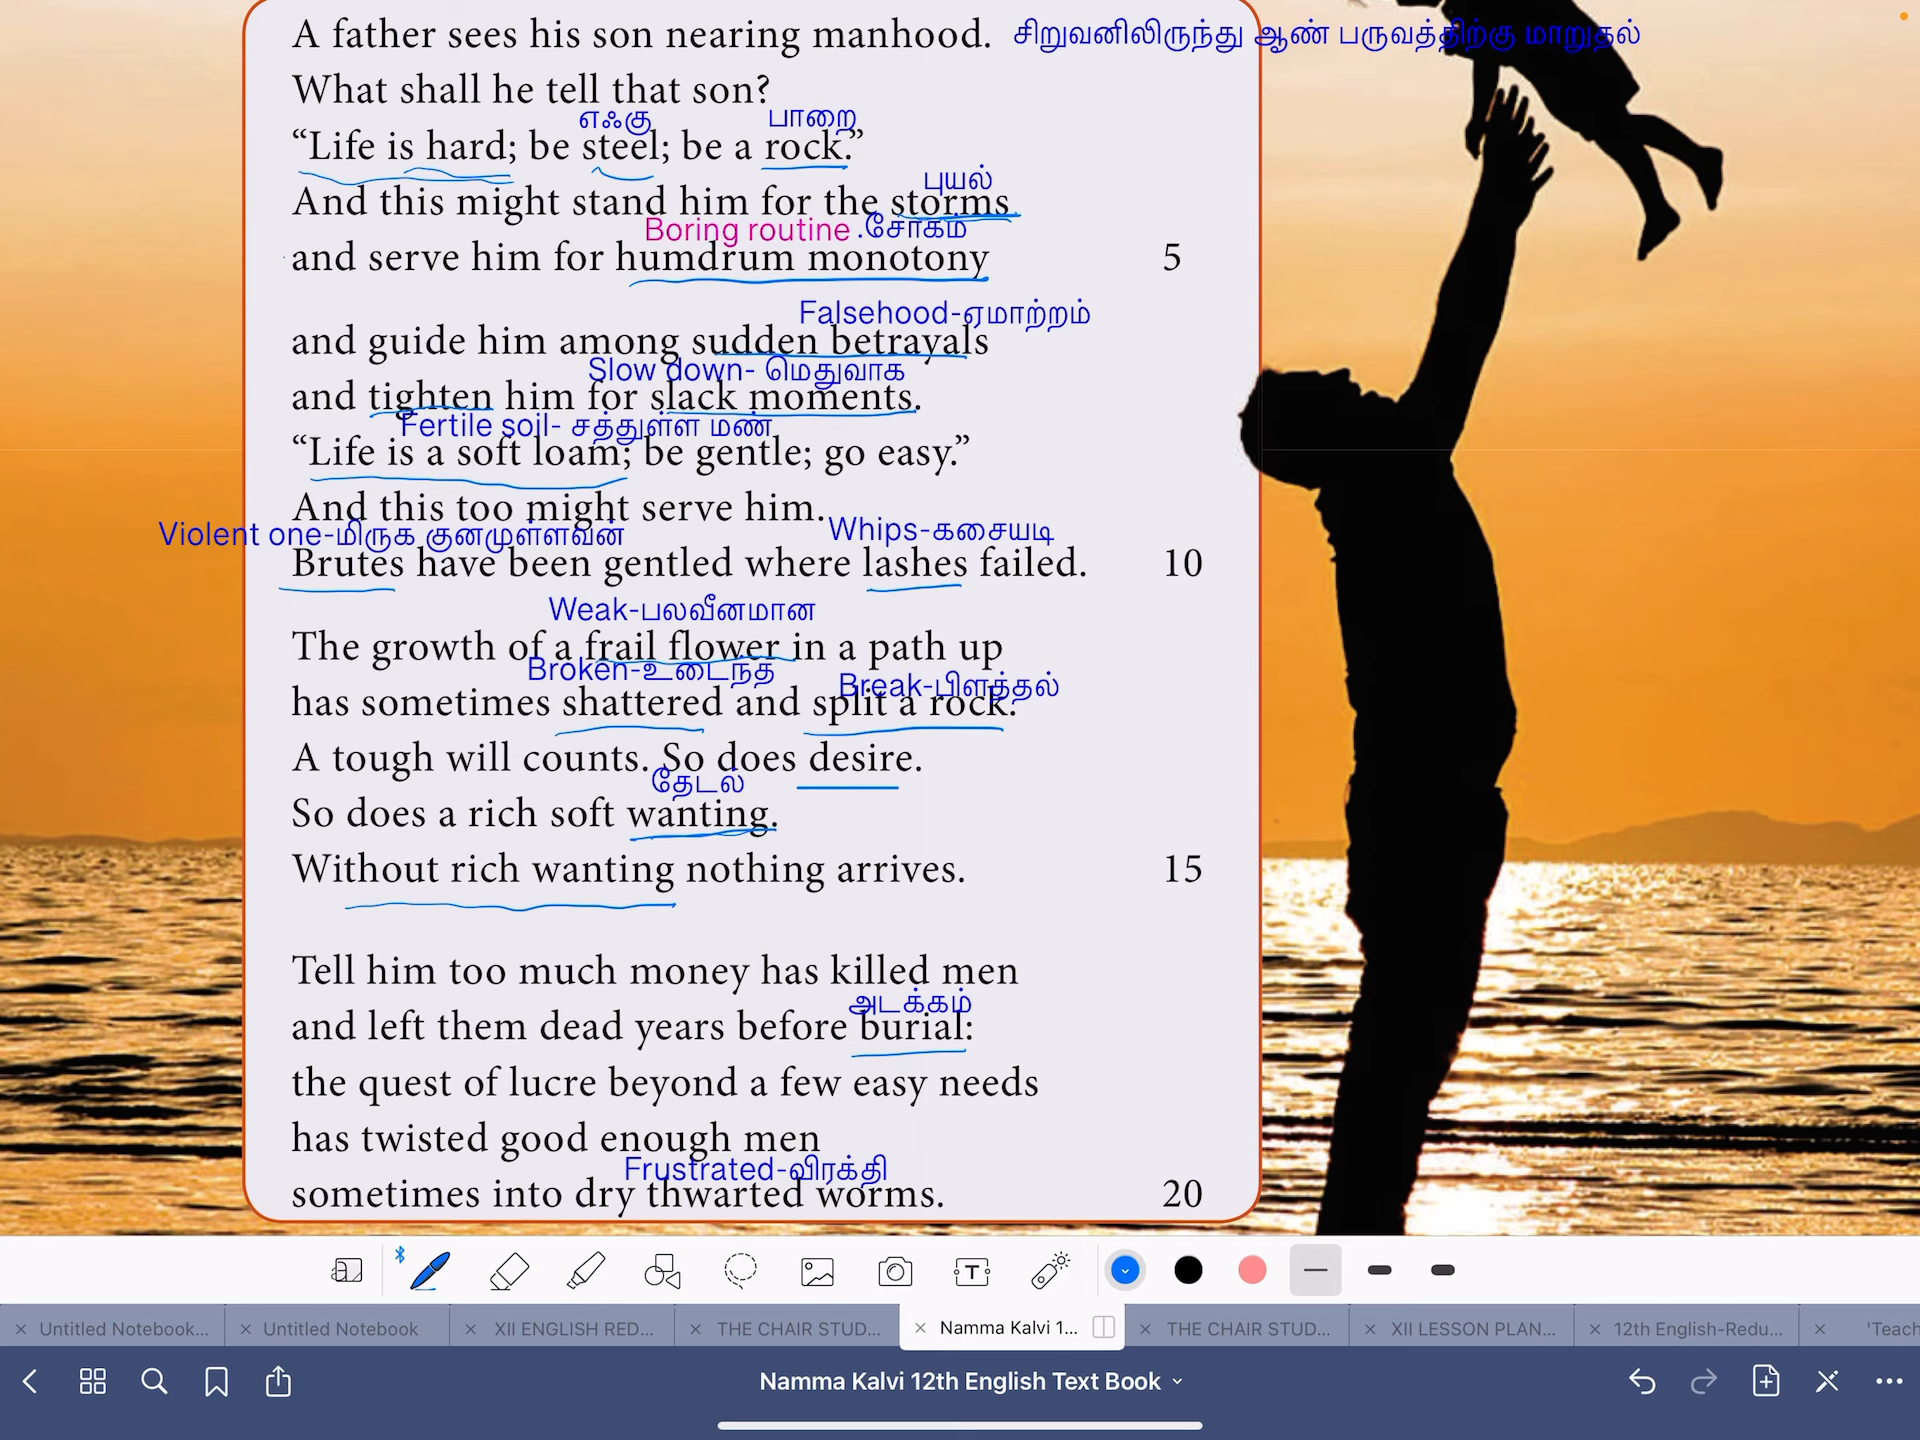 A father sees his son nearing manhood. சிறுவனிலிருந்து ஆண் பருவத்திற்கு மாறுதல்
What shall he tell that son?
எஃகு பாறை
“Life is hard; be steel; be a rock.”
புயல்
And this might stand him for the storms
Boring routine .சோகம்
and serve him for humdrum monotony 5
Falsehood-ஏமாற்றம்
and guide him among sudden betrayals
Slow down- மெதுவாக
and tighten him for slack moments.
Fertile soil- சத்துள்ள மண்
“Life is a soft loam; be gentle; go easy.”
And this too might serve him.
Violent one-மிருக குனமுள்ளவன் Whips-கசையடி
Brutes have been gentled where lashes failed. 10
Weak-பலவீனமான
The growth of a frail flower in a path up
Broken-உடைந்த Break-பிளத்தல்
has sometimes shattered and split a rock.
A tough will counts. So does desire.
தேடல்
So does a rich soft wanting.
Without rich wanting nothing arrives. 15
Tell him too much money has killed men
அடக்கம்
and left them dead years before burial:
the quest of lucre beyond a few easy needs
has twisted good enough men
Frustrated-விரக்தி
sometimes into dry thwarted worms. 20
Untitled Notebook... Untitled Notebook XII ENGLISH RED... THE CHAIR STUD... Namma Kalvi 1... THE CHAIR STUD... XII LESSON PLAN... 12th English-Redu... 'Teach
Namma Kalvi 12th English Text Book